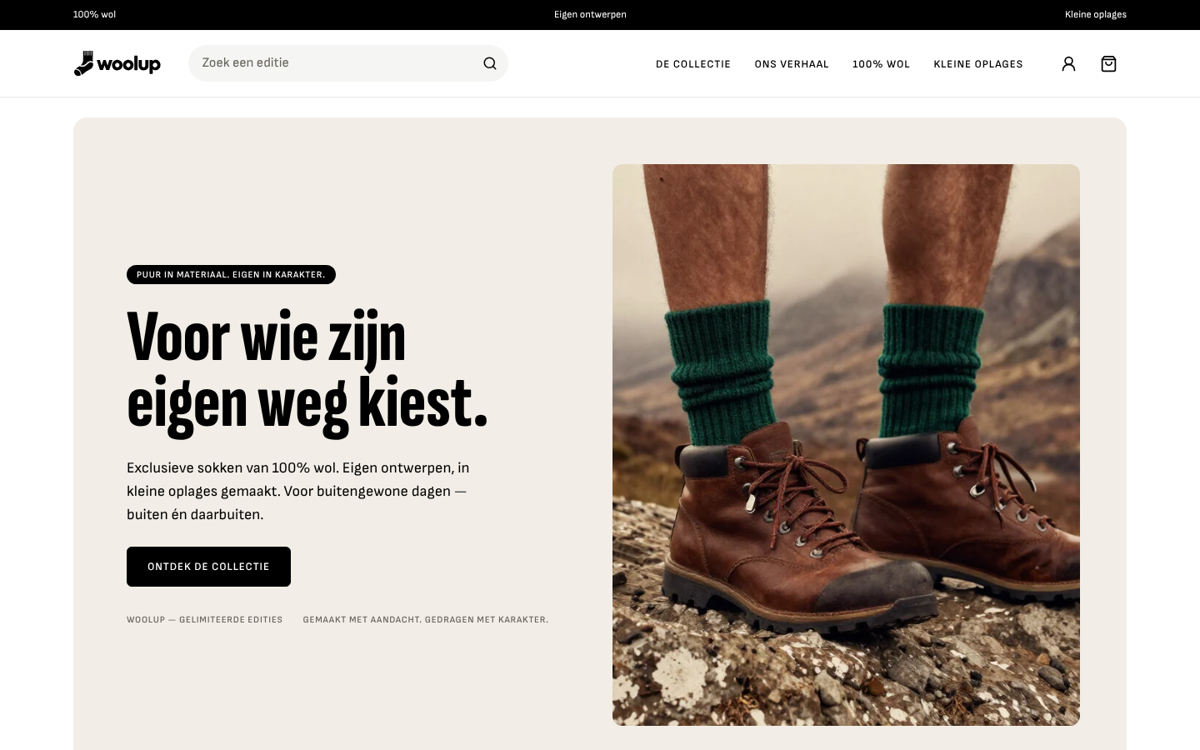 100% wol
Eigen ontwerpen
Kleine oplages
woolup
Zoek een editie
DE COLLECTIE
ONS VERHAAL
100% WOL
KLEINE OPLAGES
PUUR IN MATERIAAL. EIGEN IN KARAKTER.
Voor wie zijn
eigen weg kiest.
Exclusieve sokken van 100% wol. Eigen ontwerpen, in
kleine oplages gemaakt. Voor buitengewone dagen —
buiten én daarbuiten.
ONTDEK DE COLLECTIE
WOOLUP — GELIMITEERDE EDITIES
GEMAAKT MET AANDACHT. GEDRAGEN MET KARAKTER.